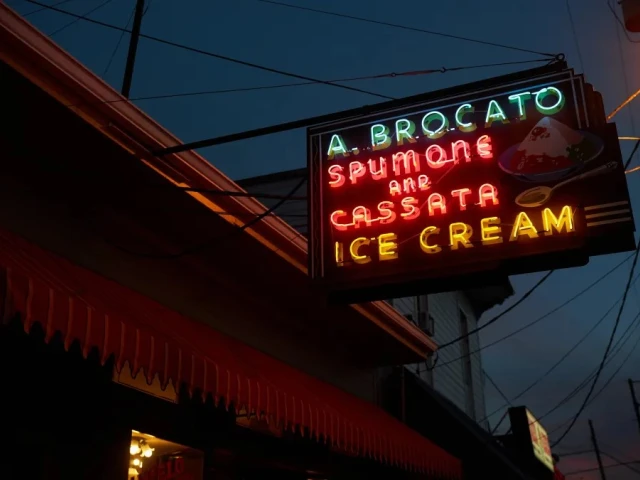 A. BROCATO
SPUMONE
AND
CASSATA
ICE CREAM